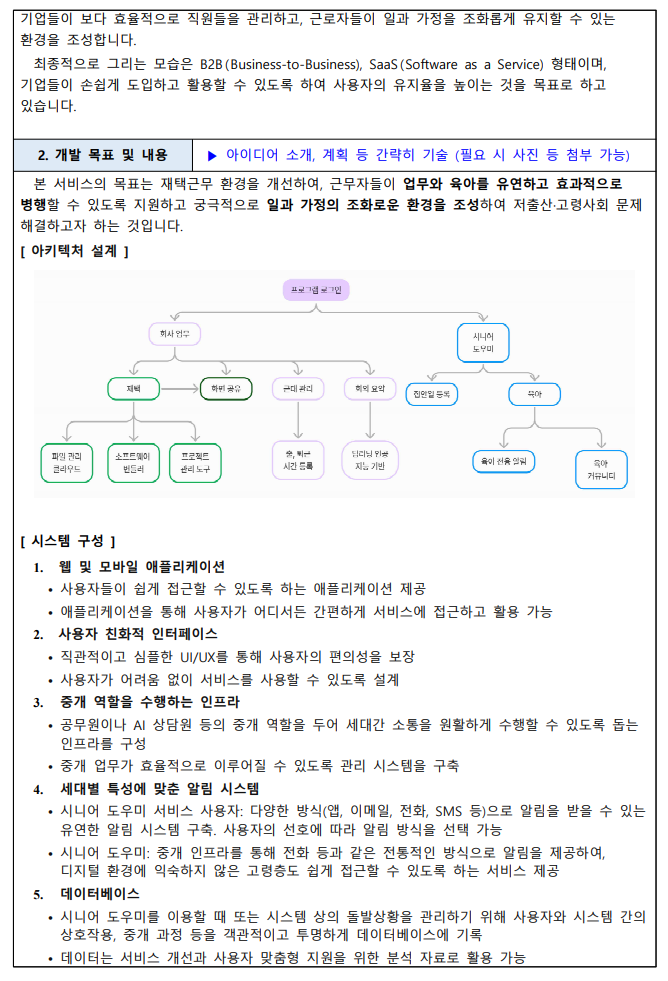 기업들이 보다 효율적으로 직원들을 관리하고, 근로자들이 일과 가정을 조화롭게 유지할 수 있는
환경을 조성합니다.
최종적으로 그리는 모습은 B2B(Business-to-Business), SaaS(Software as a Service) 형태이며,
기업들이 손쉽게 도입하고 활용할 수 있도록 하여 사용자의 유지율을 높이는 것을 목표로 하고
있습니다.
2. 개발 목표 및 내용
▶ 아이디어 소개, 계획 등 간략히 기술 (필요 시 사진 등 첨부 가능)
본 서비스의 목표는 재택근무 환경을 개선하여, 근무자들이 업무와 육아를 유연하고 효과적으로
병행할 수 있도록 지원하고 궁극적으로 일과 가정의 조화로운 환경을 조성하여 저출산·고령사회 문제
해결하고자 하는 것입니다.
[ 아키텍처 설계 ]
프로그램 로그인
회사 업무
시니어
도우미
재택
화면 공유
근태 관리
회의 요약
집안일 등록
육아
파일 관리
클라우드
소프트웨어
번들러
프로젝트
관리 도구
출, 퇴근
시간 등록
딥러닝 인공
지능 기반
육아 전용 알림
육아
커뮤니티
[ 시스템 구성 ]
1. 웹 및 모바일 애플리케이션
• 사용자들이 쉽게 접근할 수 있도록 하는 애플리케이션 제공
• 애플리케이션을 통해 사용자가 어디서든 간편하게 서비스에 접근하고 활용 가능
2. 사용자 친화적 인터페이스
• 직관적이고 심플한 UI/UX를 통해 사용자의 편의성을 보장
• 사용자가 어려움 없이 서비스를 사용할 수 있도록 설계
3. 중개 역할을 수행하는 인프라
• 공무원이나 AI 상담원 등의 중개 역할을 두어 세대간 소통을 원활하게 수행할 수 있도록 돕는
인프라를 구성
• 중개 업무가 효율적으로 이루어질 수 있도록 관리 시스템을 구축
4. 세대별 특성에 맞춘 알림 시스템
• 시니어 도우미 서비스 사용자: 다양한 방식(앱, 이메일, 전화, SMS 등)으로 알림을 받을 수 있는
유연한 알림 시스템 구축. 사용자의 선호에 따라 알림 방식을 선택 가능
• 시니어 도우미: 중개 인프라를 통해 전화 등과 같은 전통적인 방식으로 알림을 제공하여,
디지털 환경에 익숙하지 않은 고령층도 쉽게 접근할 수 있도록 하는 서비스 제공
5. 데이터베이스
• 시니어 도우미를 이용할 때 또는 시스템 상의 돌발상황을 관리하기 위해 사용자와 시스템 간의
상호작용, 중개 과정 등을 객관적이고 투명하게 데이터베이스에 기록
• 데이터는 서비스 개선과 사용자 맞춤형 지원을 위한 분석 자료로 활용 가능